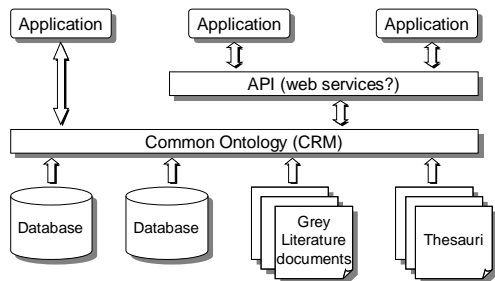 Application
Application
Application
API (web services?)
Common Ontology (CRM)
Database
Database
Grey
Literature
documents
Thesauri